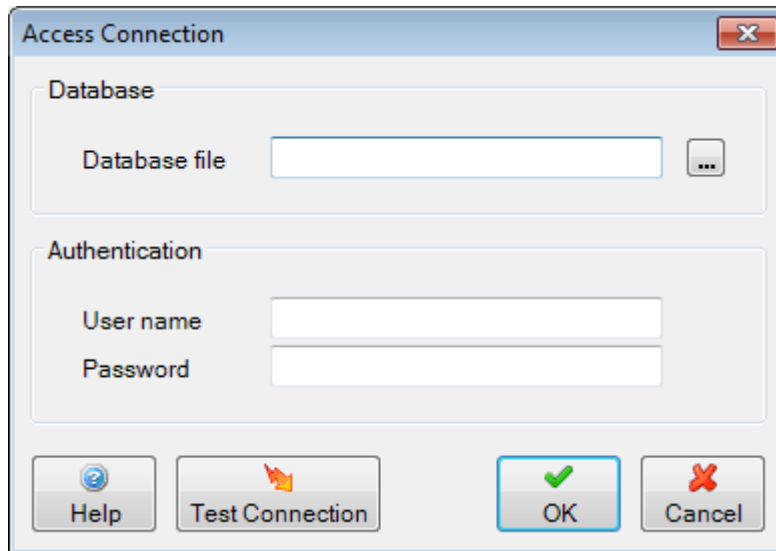 Access Connection
Database
Database file
...
Authentication
User name
Password
Help
Test Connection
OK
Cancel